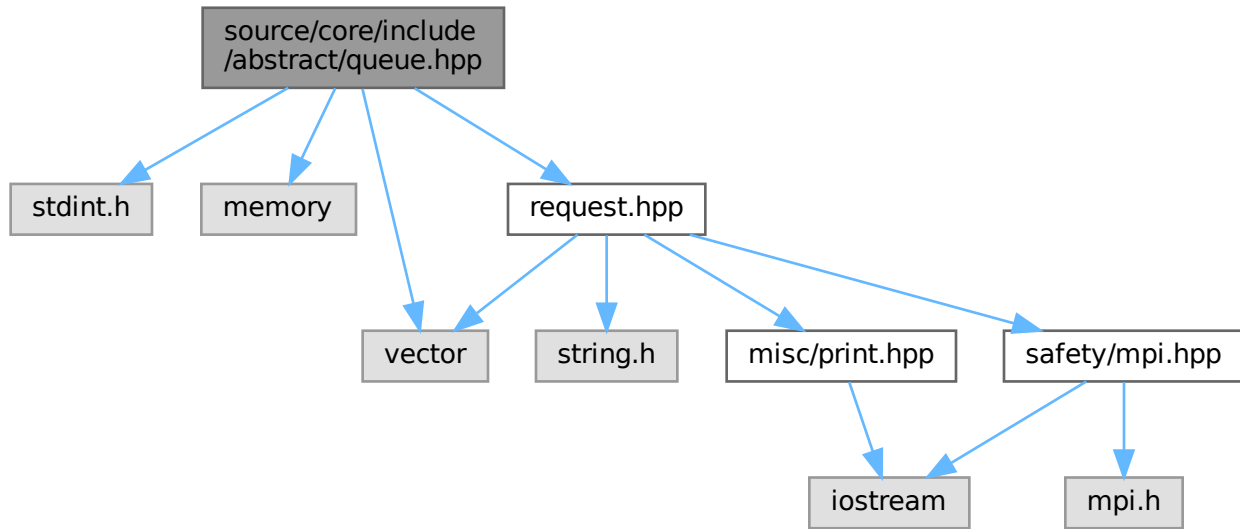 source/core/include
/abstract/queue.hpp
stdint.h
memory
request.hpp
vector
string.h
misc/print.hpp
safety/mpi.hpp
iostream
mpi.h